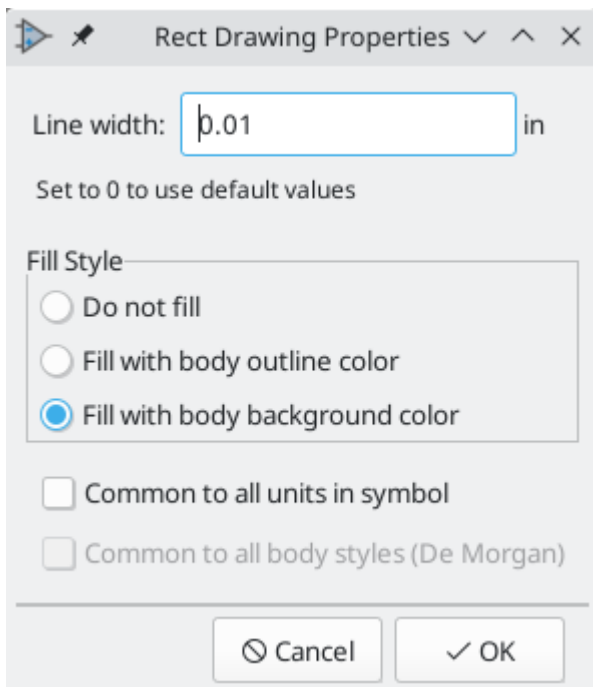 Rect Drawing Properties
Line width: 0.01 in
Set to 0 to use default values
Fill Style
Do not fill
Fill with body outline color
Fill with body background color
Common to all units in symbol
Common to all body styles (De Morgan)
Cancel OK